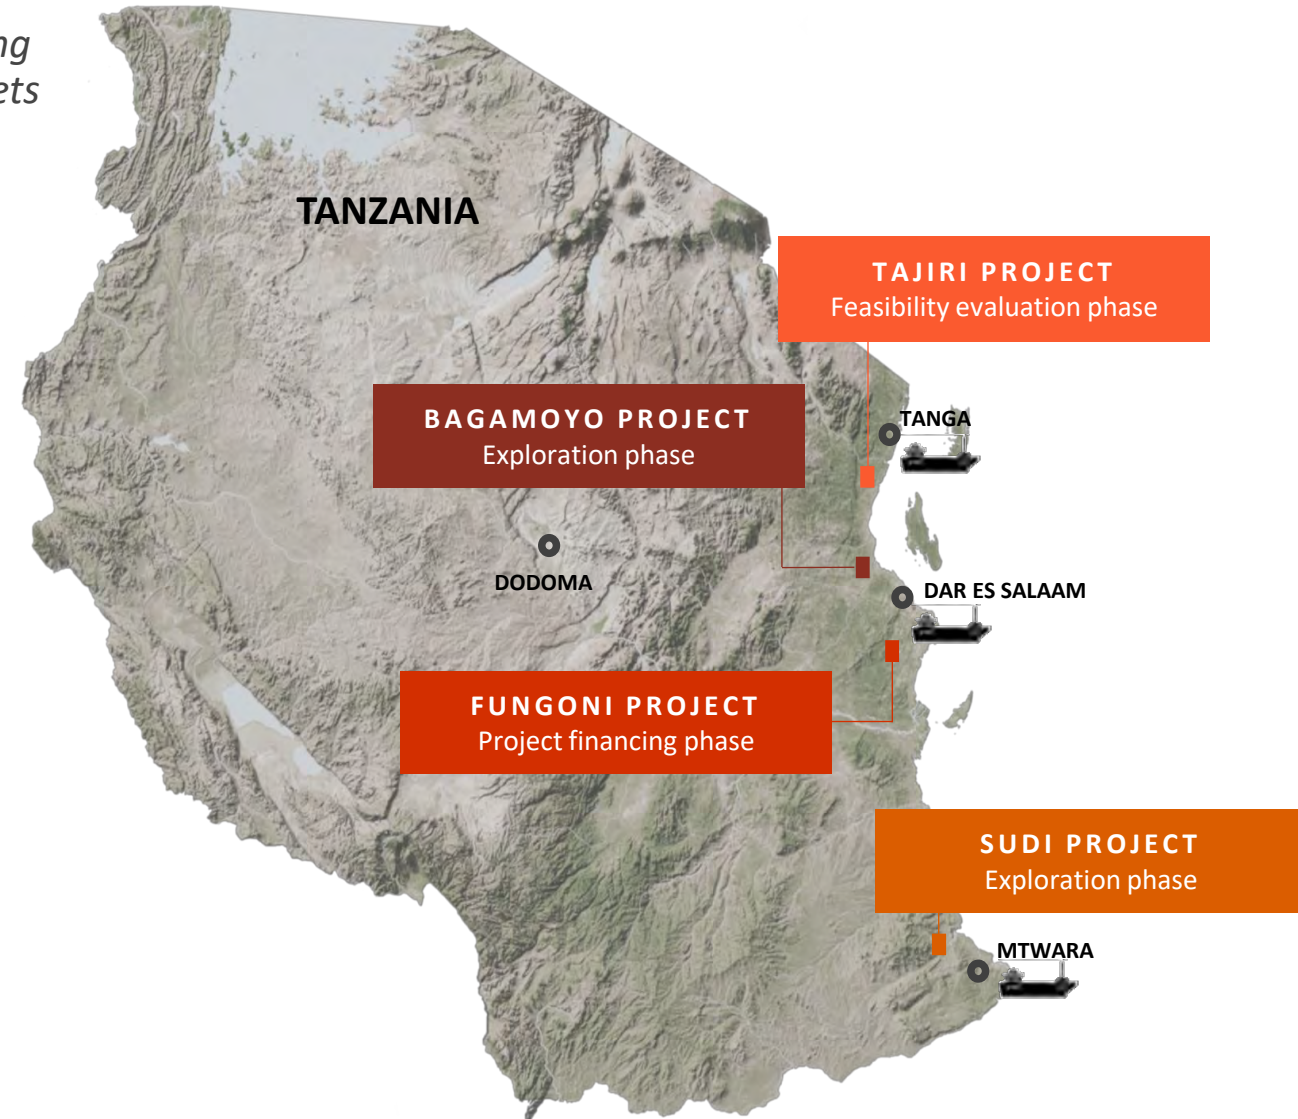 TANZANIA
TAJIRI PROJECT
Feasibility evaluation phase
BAGAMOYO PROJECT
Exploration phase
TANGA
DODOMA
DAR ES SALAAM
FUNGONI PROJECT
Project financing phase
SUDI PROJECT
Exploration phase
MTWARA